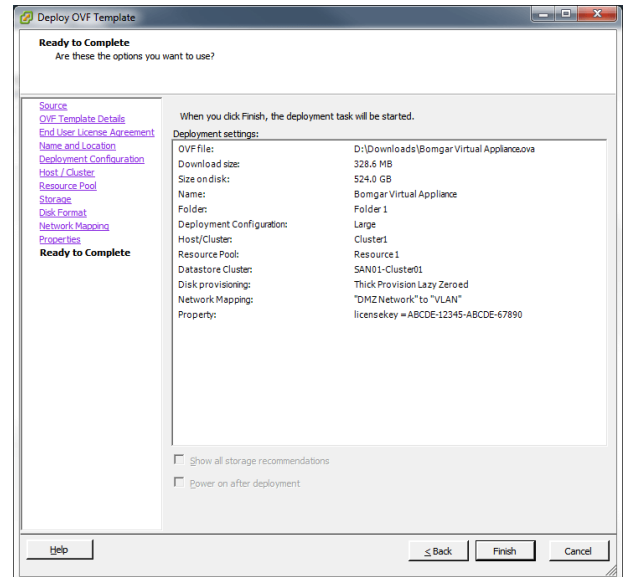 Deploy OVF Template
Ready to Complete
Are these the options you want to use?
Source
OVF Template Details
End User License Agreement
Name and Location
Deployment Configuration
Host / Cluster
Resource Pool
Storage
Disk Format
Network Mapping
Properties
Ready to Complete
When you click Finish, the deployment task will be started.
Deployment settings:
OVF file: D:\Downloads\Bomgar Virtual Appliance.ova
Download size: 328.6 MB
Size on disk: 524.0 GB
Name: Bomgar Virtual Appliance
Folder: Folder 1
Deployment Configuration: Large
Host/Cluster: Cluster1
Resource Pool: Resource 1
Datastore Cluster: SAN01-Cluster01
Disk provisioning: Thick Provision Lazy Zeroed
Network Mapping: "DMZ Network" to "VLAN"
Property: licensekey = ABCDE-12345-ABCDE-67890
Show all storage recommendations
Power on after deployment
Help
< Back
Finish
Cancel